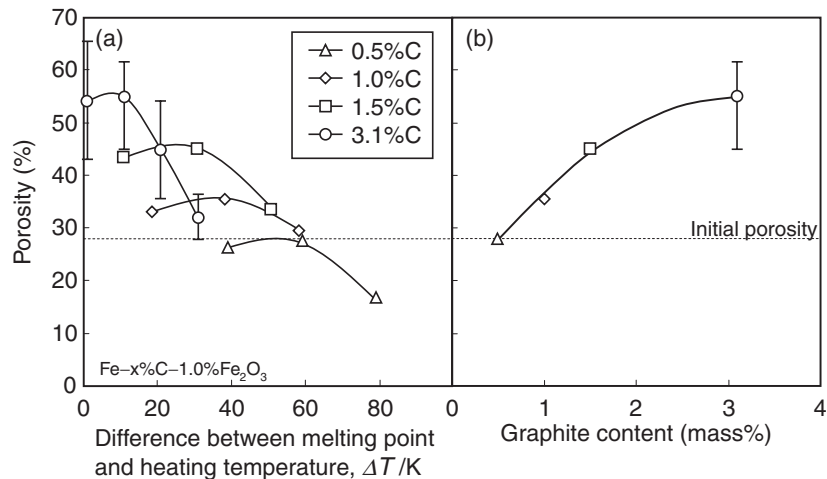 70
60
50
40
30
20
10
0
Porosity (%)
(a)
0.5%C
1.0%C
1.5%C
3.1%C
Fe–x%C–1.0%Fe₂O₃
0 20 40 60 80
Difference between melting point
and heating temperature, ΔT/K
(b)
Initial porosity
0 1 2 3 4
Graphite content (mass%)